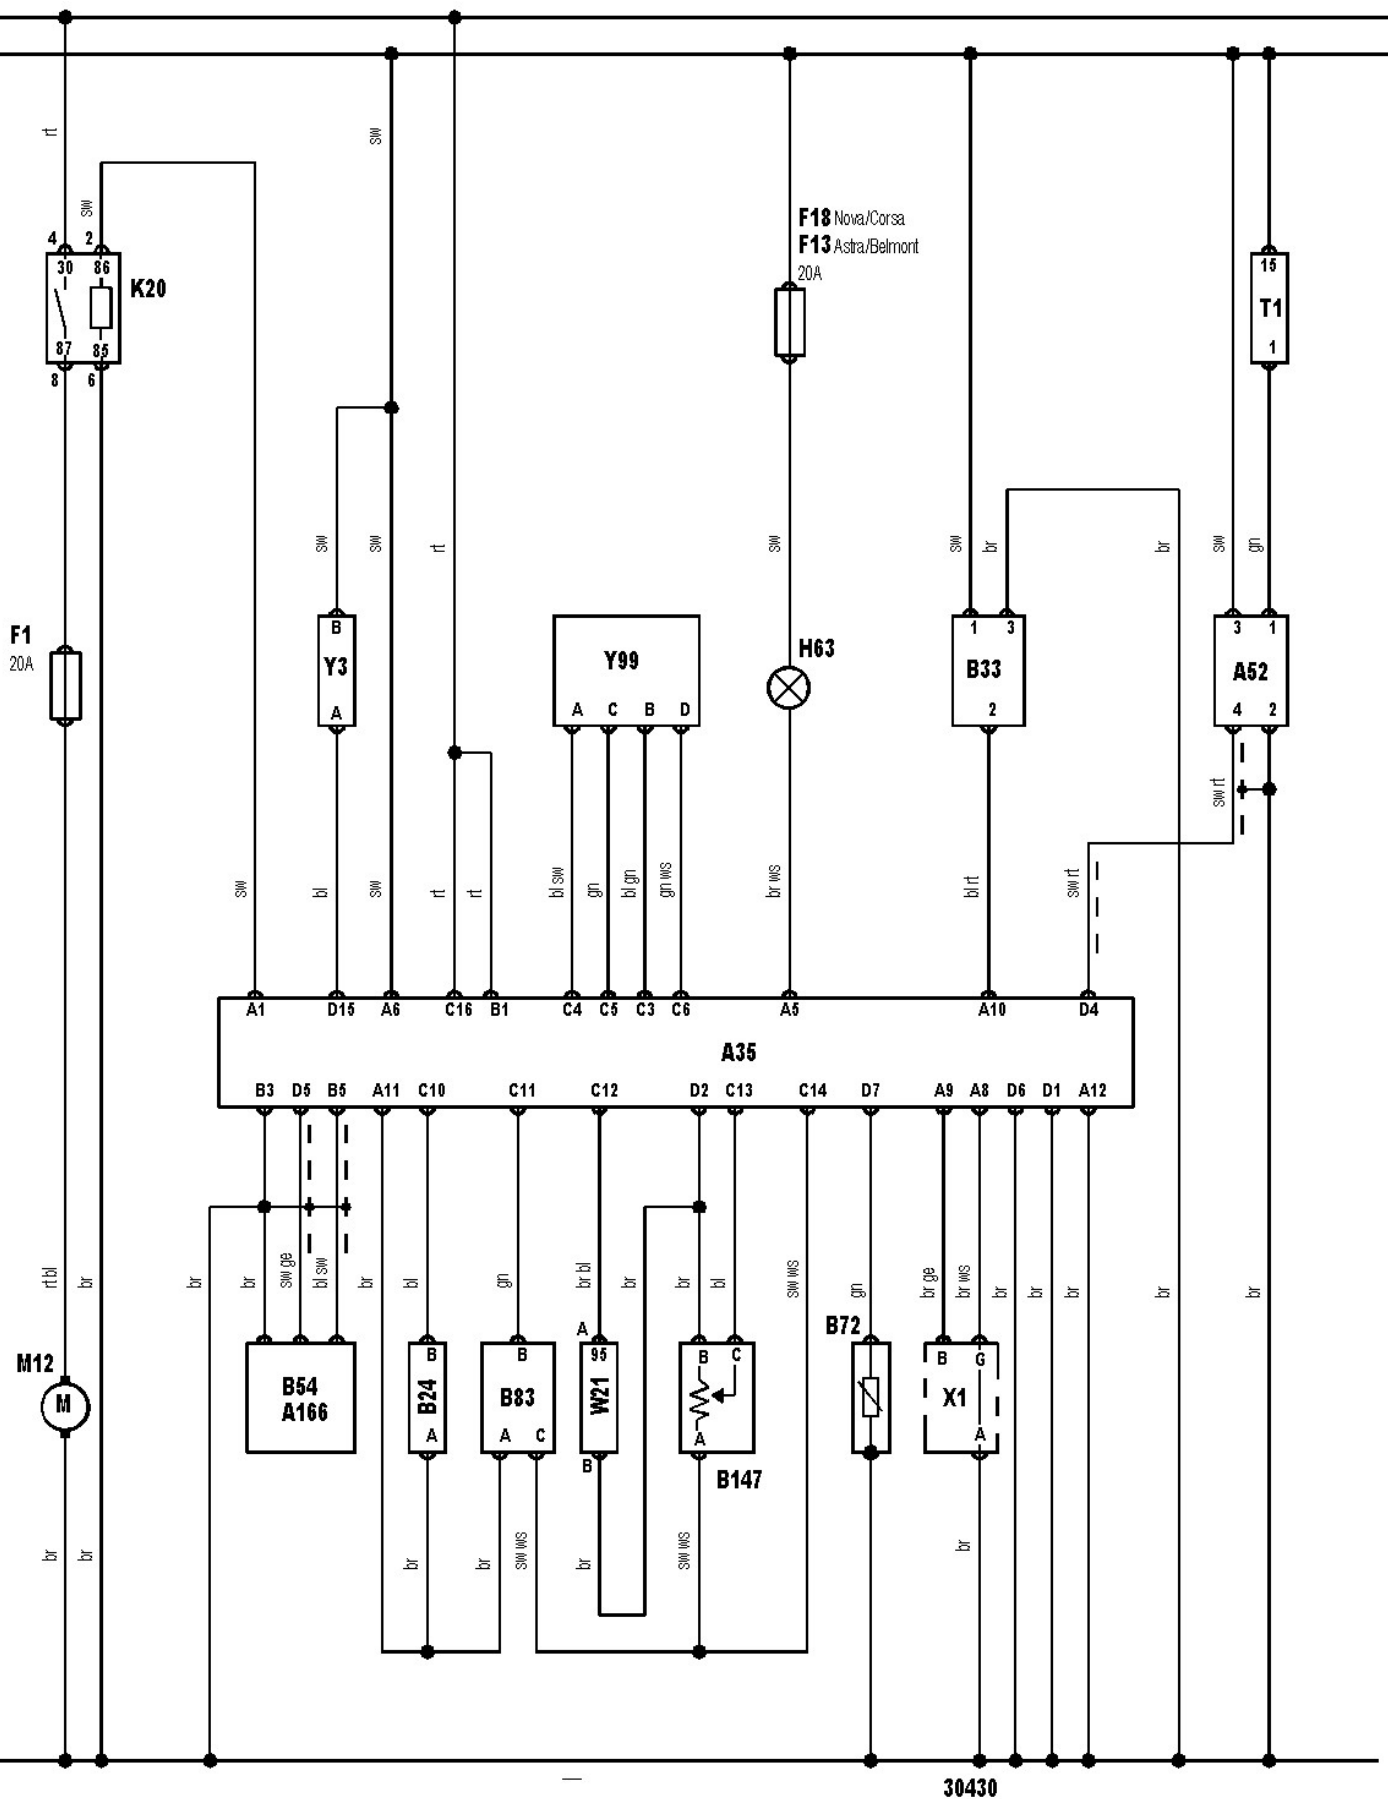 rt
sw
sw
F18 Nova/Corsa
F13 Astra/Belmont
20A
4 2
30 86
K20
87 85
8 6
15
T1
1
sw
sw
rt
sw
sw
br
br
sw
gn
F1
20A
B
Y3
A
Y99
A C B D
H63
1 3
B33
2
3 1
A52
4 2
sw rt
sw
bl
sw
rt
rt
bl sw
gn
bl gn
gn ws
br ws
bl rt
sw rt
A1 D15 A6 C16 B1 C4 C5 C3 C6 A5 A10 D4
A35
B3 D5 B5 A11 C10 C11 C12 D2 C13 C14 D7 A9 A8 D6 D1 A12
rt bl
br
br
br
sw ge
bl sw
br
bl
gn
br bl
br
br
bl
sw ws
gn
br ge
br ws
br
br
br
br
br
M12
M
B54
A166
B
B24
A
B
B83
A C
A
95
W21
B
B C
A
B147
B72
B G
X1
A
br
br
br
br
sw ws
br
sw ws
br
30430